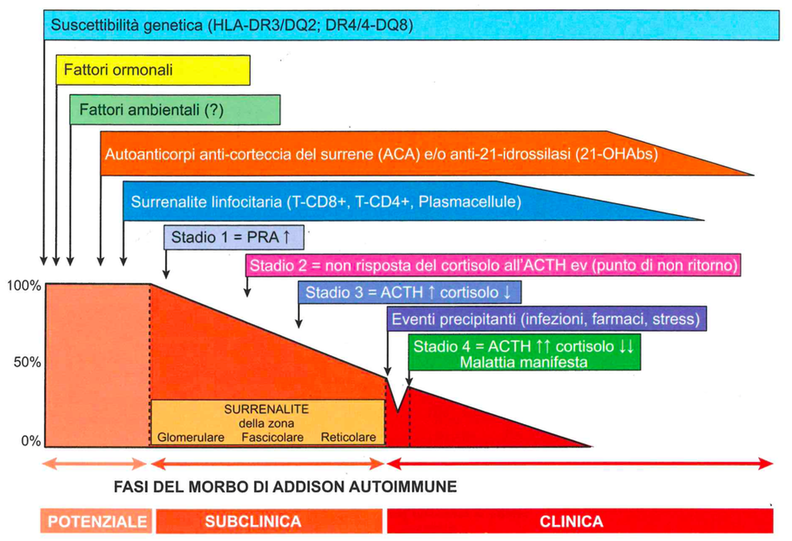 Suscettibilità genetica (HLA-DR3/DQ2; DR4/4-DQ8)
Fattori ormonali
Fattori ambientali (?)
Autoanticorpi anti-corteccia del surrene (ACA) e/o anti-21-idrossilasi (21-OHAbs)
Surrenalite linfocitaria (T-CD8+, T-CD4+, Plasmacellule)
Stadio 1 = PRA ↑
Stadio 2 = non risposta del cortisolo all'ACTH ev (punto di non ritorno)
Stadio 3 = ACTH ↑ cortisolo ↓
Eventi precipitanti (infezioni, farmaci, stress)
Stadio 4 = ACTH ↑↑ cortisolo ↓↓
Malattia manifesta
100%
50%
0%
SURRENALITE
della zona
Glomerulare Fascicolare Reticolare
FASI DEL MORBO DI ADDISON AUTOIMMUNE
POTENZIALE SUBCLINICA CLINICA